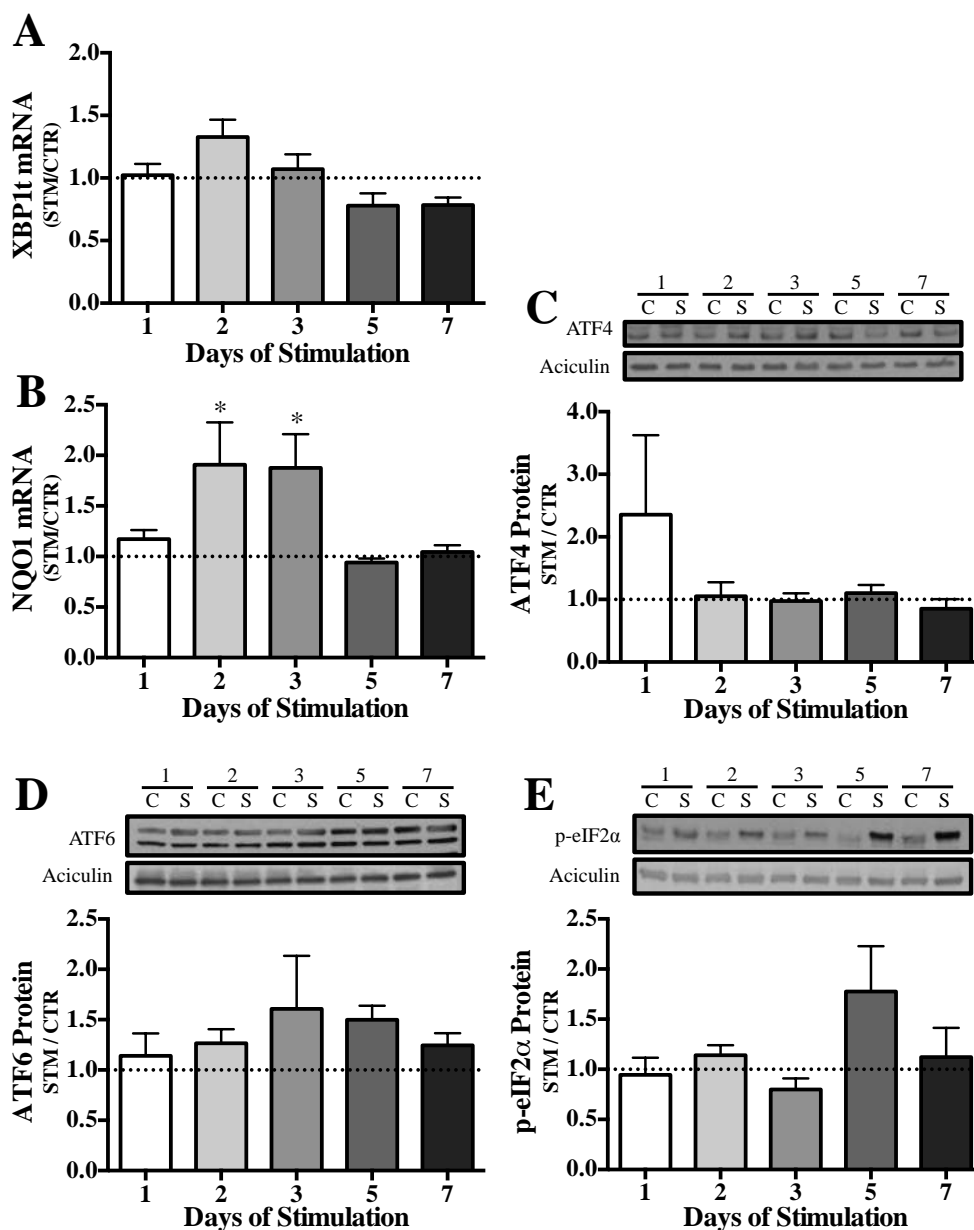 A
XBP1t mRNA
(STM/CTR)
2.0
1.5
1.0
0.5
0.0
1 2 3 5 7
Days of Stimulation
B
NQO1 mRNA
(STM/CTR)
2.5
2.0
1.5
1.0
0.5
0.0
* *
1 2 3 5 7
Days of Stimulation
C
1 2 3 5 7
C S C S C S C S C S
ATF4
Aciculin
ATF4 Protein
STM / CTR
4.0
3.0
2.0
1.0
0.0
1 2 3 5 7
Days of Stimulation
D
1 2 3 5 7
C S C S C S C S C S
ATF6
Aciculin
ATF6 Protein
STM / CTR
2.5
2.0
1.5
1.0
0.5
0.0
1 2 3 5 7
Days of Stimulation
E
1 2 3 5 7
C S C S C S C S C S
p-eIF2α
Aciculin
p-eIF2α Protein
STM / CTR
2.5
2.0
1.5
1.0
0.5
0.0
1 2 3 5 7
Days of Stimulation